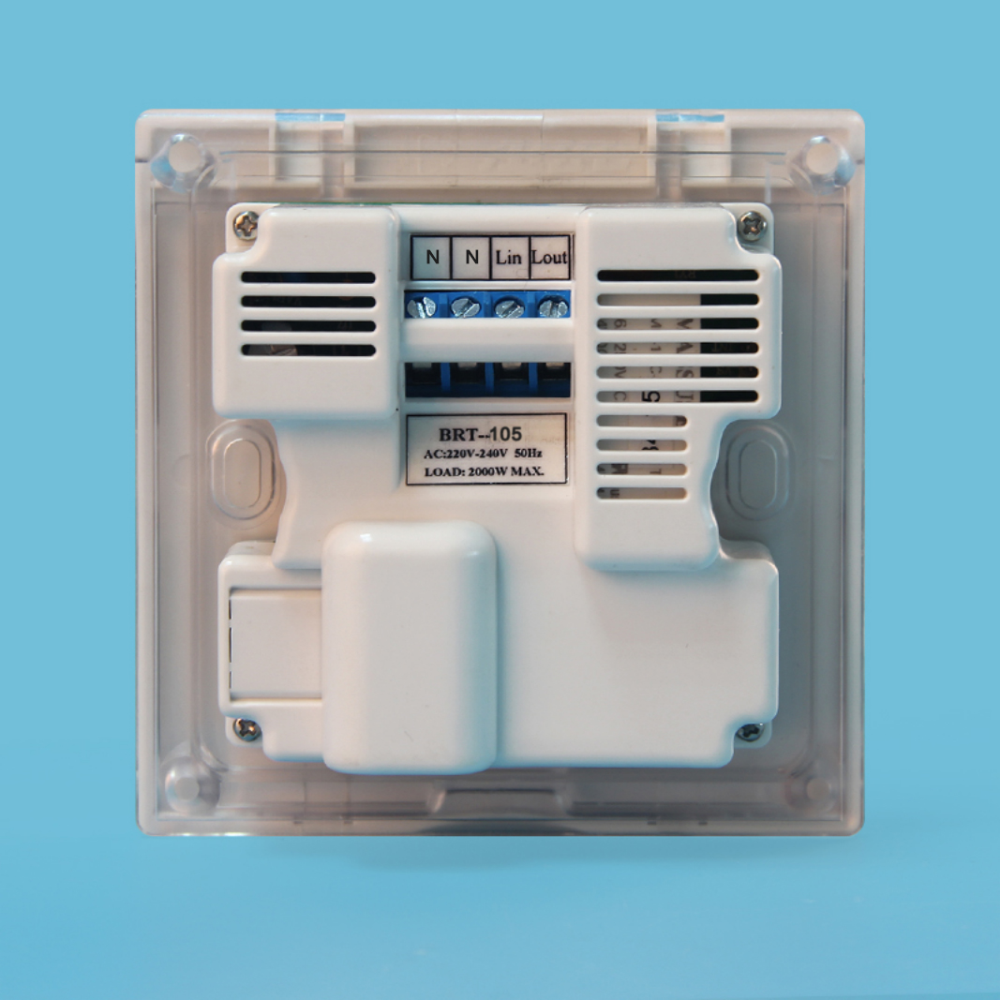 N N Lin Lout
BRT--105
AC:220V-240V 50Hz
LOAD: 2000W MAX.